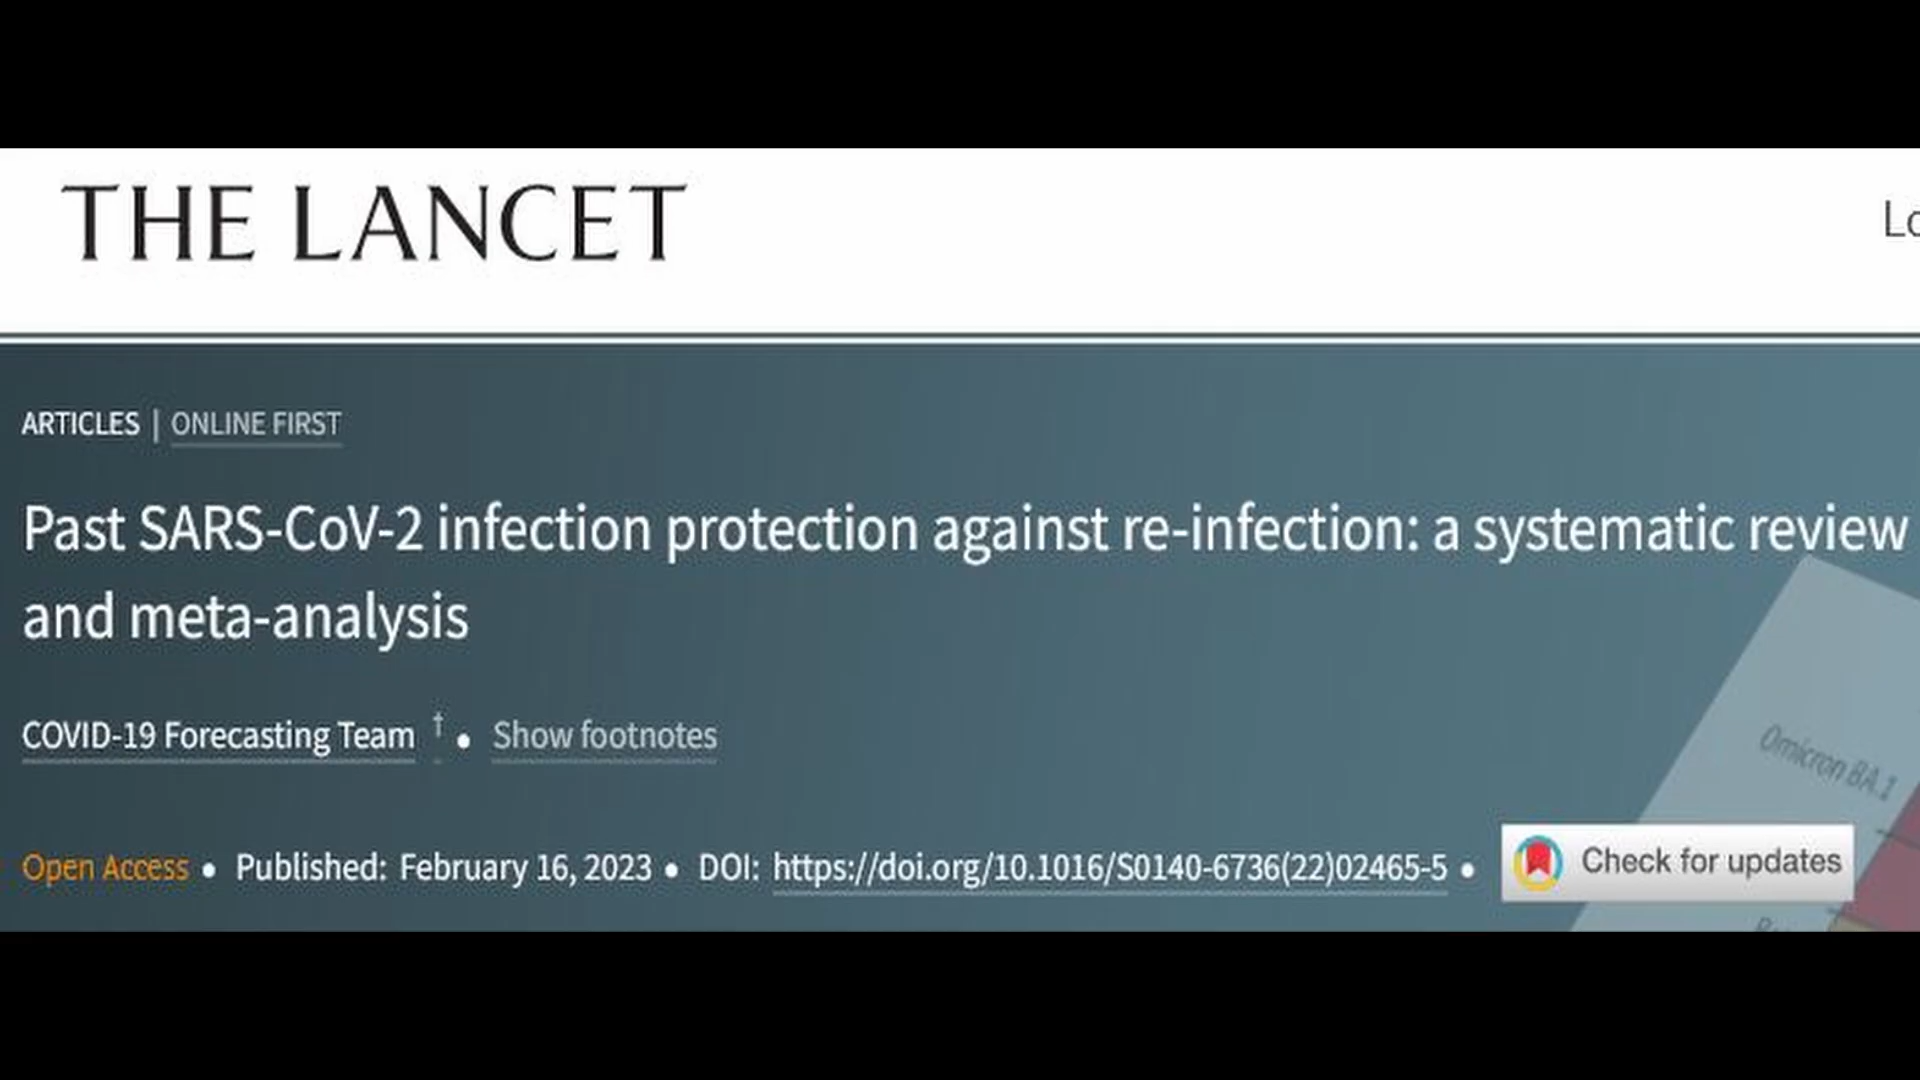 THE LANCET
ARTICLES | ONLINE FIRST
Past SARS-CoV-2 infection protection against re-infection: a systematic review
and meta-analysis
COVID-19 Forecasting Team † • Show footnotes
Omicron BA.1
Open Access • Published: February 16, 2023 • DOI: https://doi.org/10.1016/S0140-6736(22)02465-5 • Check for updates